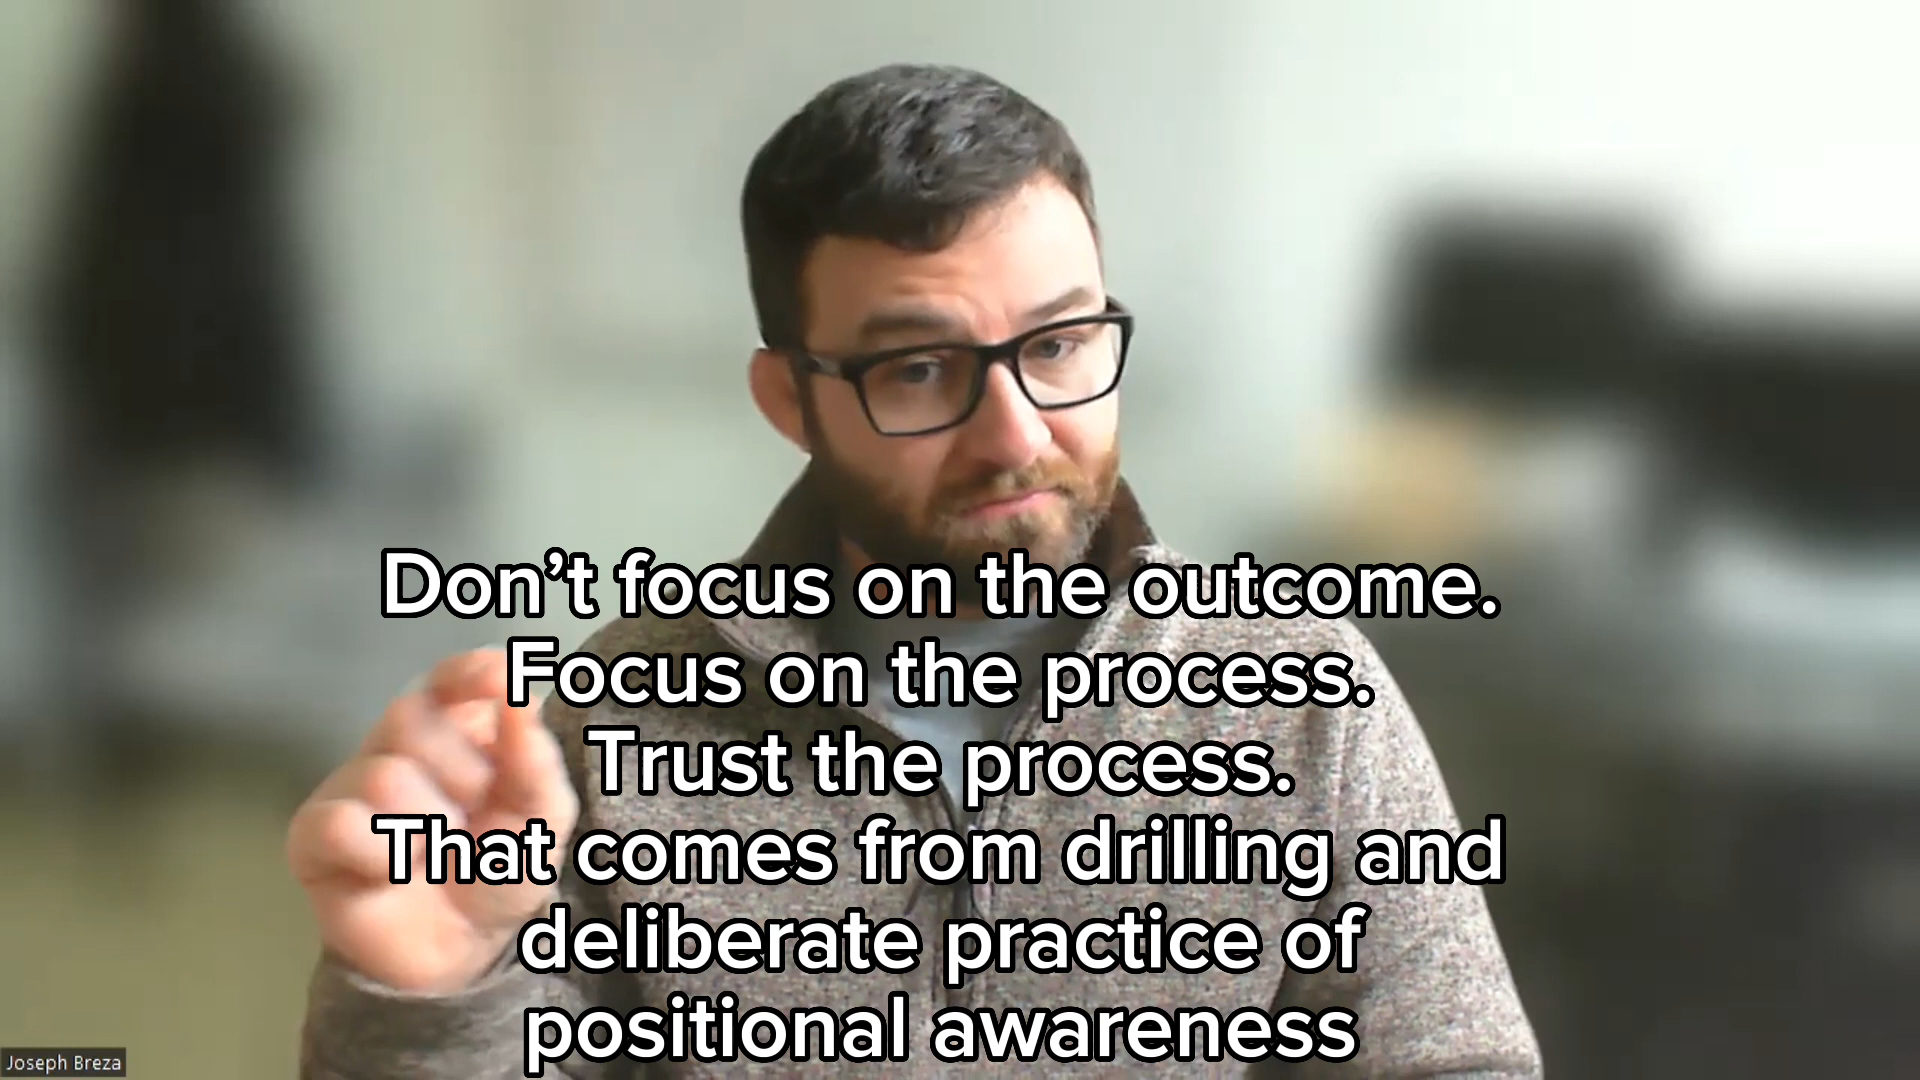 Don’t focus on the outcome.
Focus on the process.
Trust the process.
That comes from drilling and
deliberate practice of
positional awareness
Joseph Breza